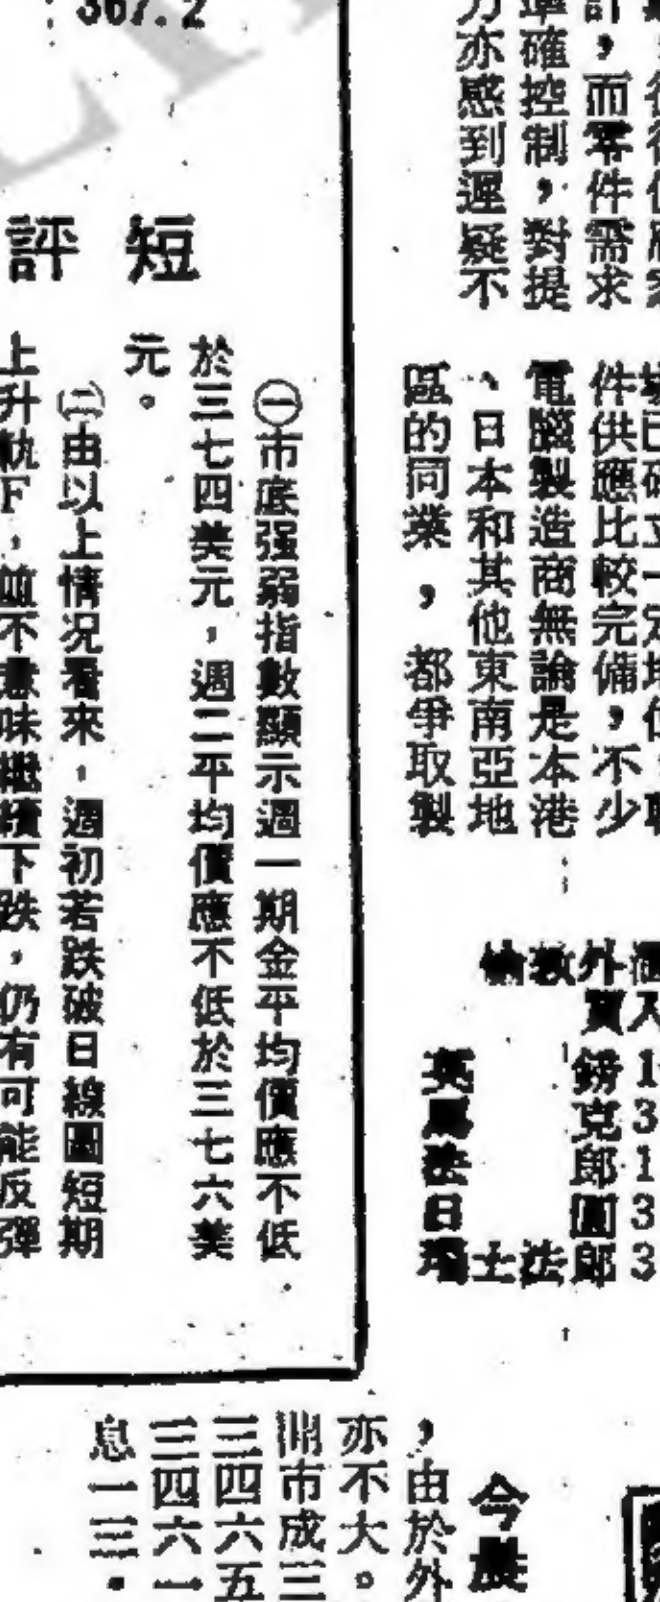 367.2
短評
㊀市底强弱指數顯示週一期金平均價應不低
於三七四美元，週二平均價應不低於三七六美
元。
㊁由以上情况看來，週初若跌破日線圖短期
上升軌F，並不意味繼續下跌，仍有可能反彈
計，而零件需求
準確控制，對提
力亦感到遲疑不
件供應比較完備，不少
電腦製造商無論是本港
、日本和其他東南亞地
區的同業，都爭取製
外
買
鎊
克
郎
圓
法郎
士
英
日
今晨
，由於外
亦不大。
開市成三
三四六五
三四六一
息一三．